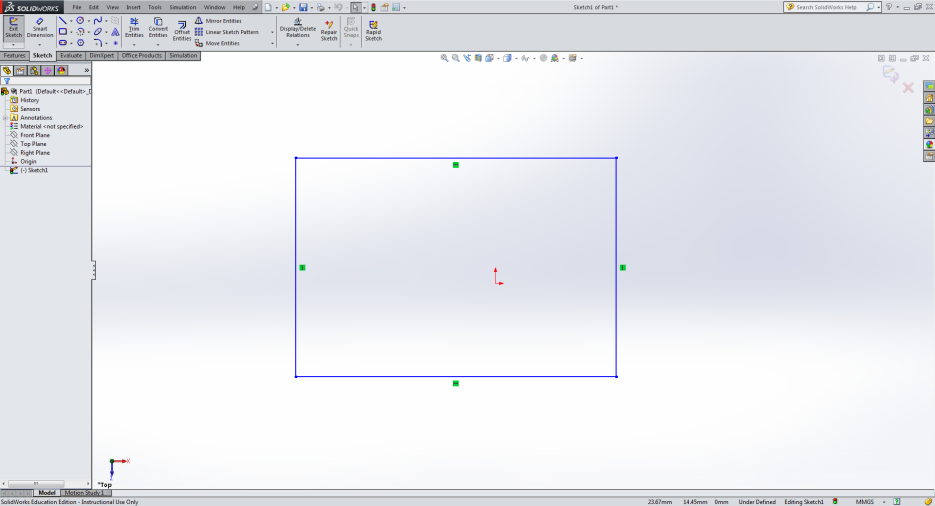 SOLIDWORKS File Edit View Insert Tools Simulation Window Help Sketch1 of Part1 * Search SolidWorks Help
Exit Sketch
Smart Dimension
Trim Entities
Convert Entities
Offset Entities
Mirror Entities
Linear Sketch Pattern
Move Entities
Display/Delete Relations
Repair Sketch
Quick Snaps
Rapid Sketch
Features Sketch Evaluate DimXpert Office Products Simulation
Part1 (Default<<Default>_D
History
Sensors
Annotations
Material <not specified>
Front Plane
Top Plane
Right Plane
Origin
(-) Sketch1
X
*Top
Model Motion Study 1
SolidWorks Education Edition - Instructional Use Only 23.67mm 14.45mm 0mm Under Defined Editing Sketch1 MMGS